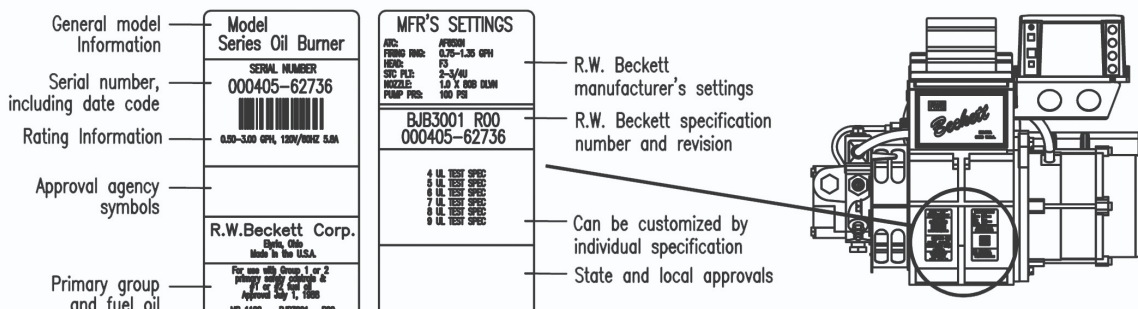 General model
Information
Serial number,
including date code
Rating Information
Approval agency
symbols
Primary group
and fuel oil
Model
Series Oil Burner
SERIAL NUMBER
000405-62736
0.50-3.00 GPH, 120V/60HZ 5.8A
R.W.Beckett Corp.
Elyria, Ohio
Made in the U.S.A.
For use with Group 1 or 2
primary safety controls &
#1 or #2 fuel oil
Approval July 1, 1988
MFR'S SETTINGS
ATC: AF65XN
FIRING RNG: 0.75-1.35 GPH
HEAD: F3
STC PLT: 2-3/4U
NOZZLE: 1.0 X 80B DLVN
PUMP PRS: 100 PSI
BJB3001 R00
000405-62736
4 UL TEST SPEC
5 UL TEST SPEC
6 UL TEST SPEC
7 UL TEST SPEC
8 UL TEST SPEC
9 UL TEST SPEC
R.W. Beckett
manufacturer's settings
R.W. Beckett specification
number and revision
Can be customized by
individual specification
State and local approvals
Beckett